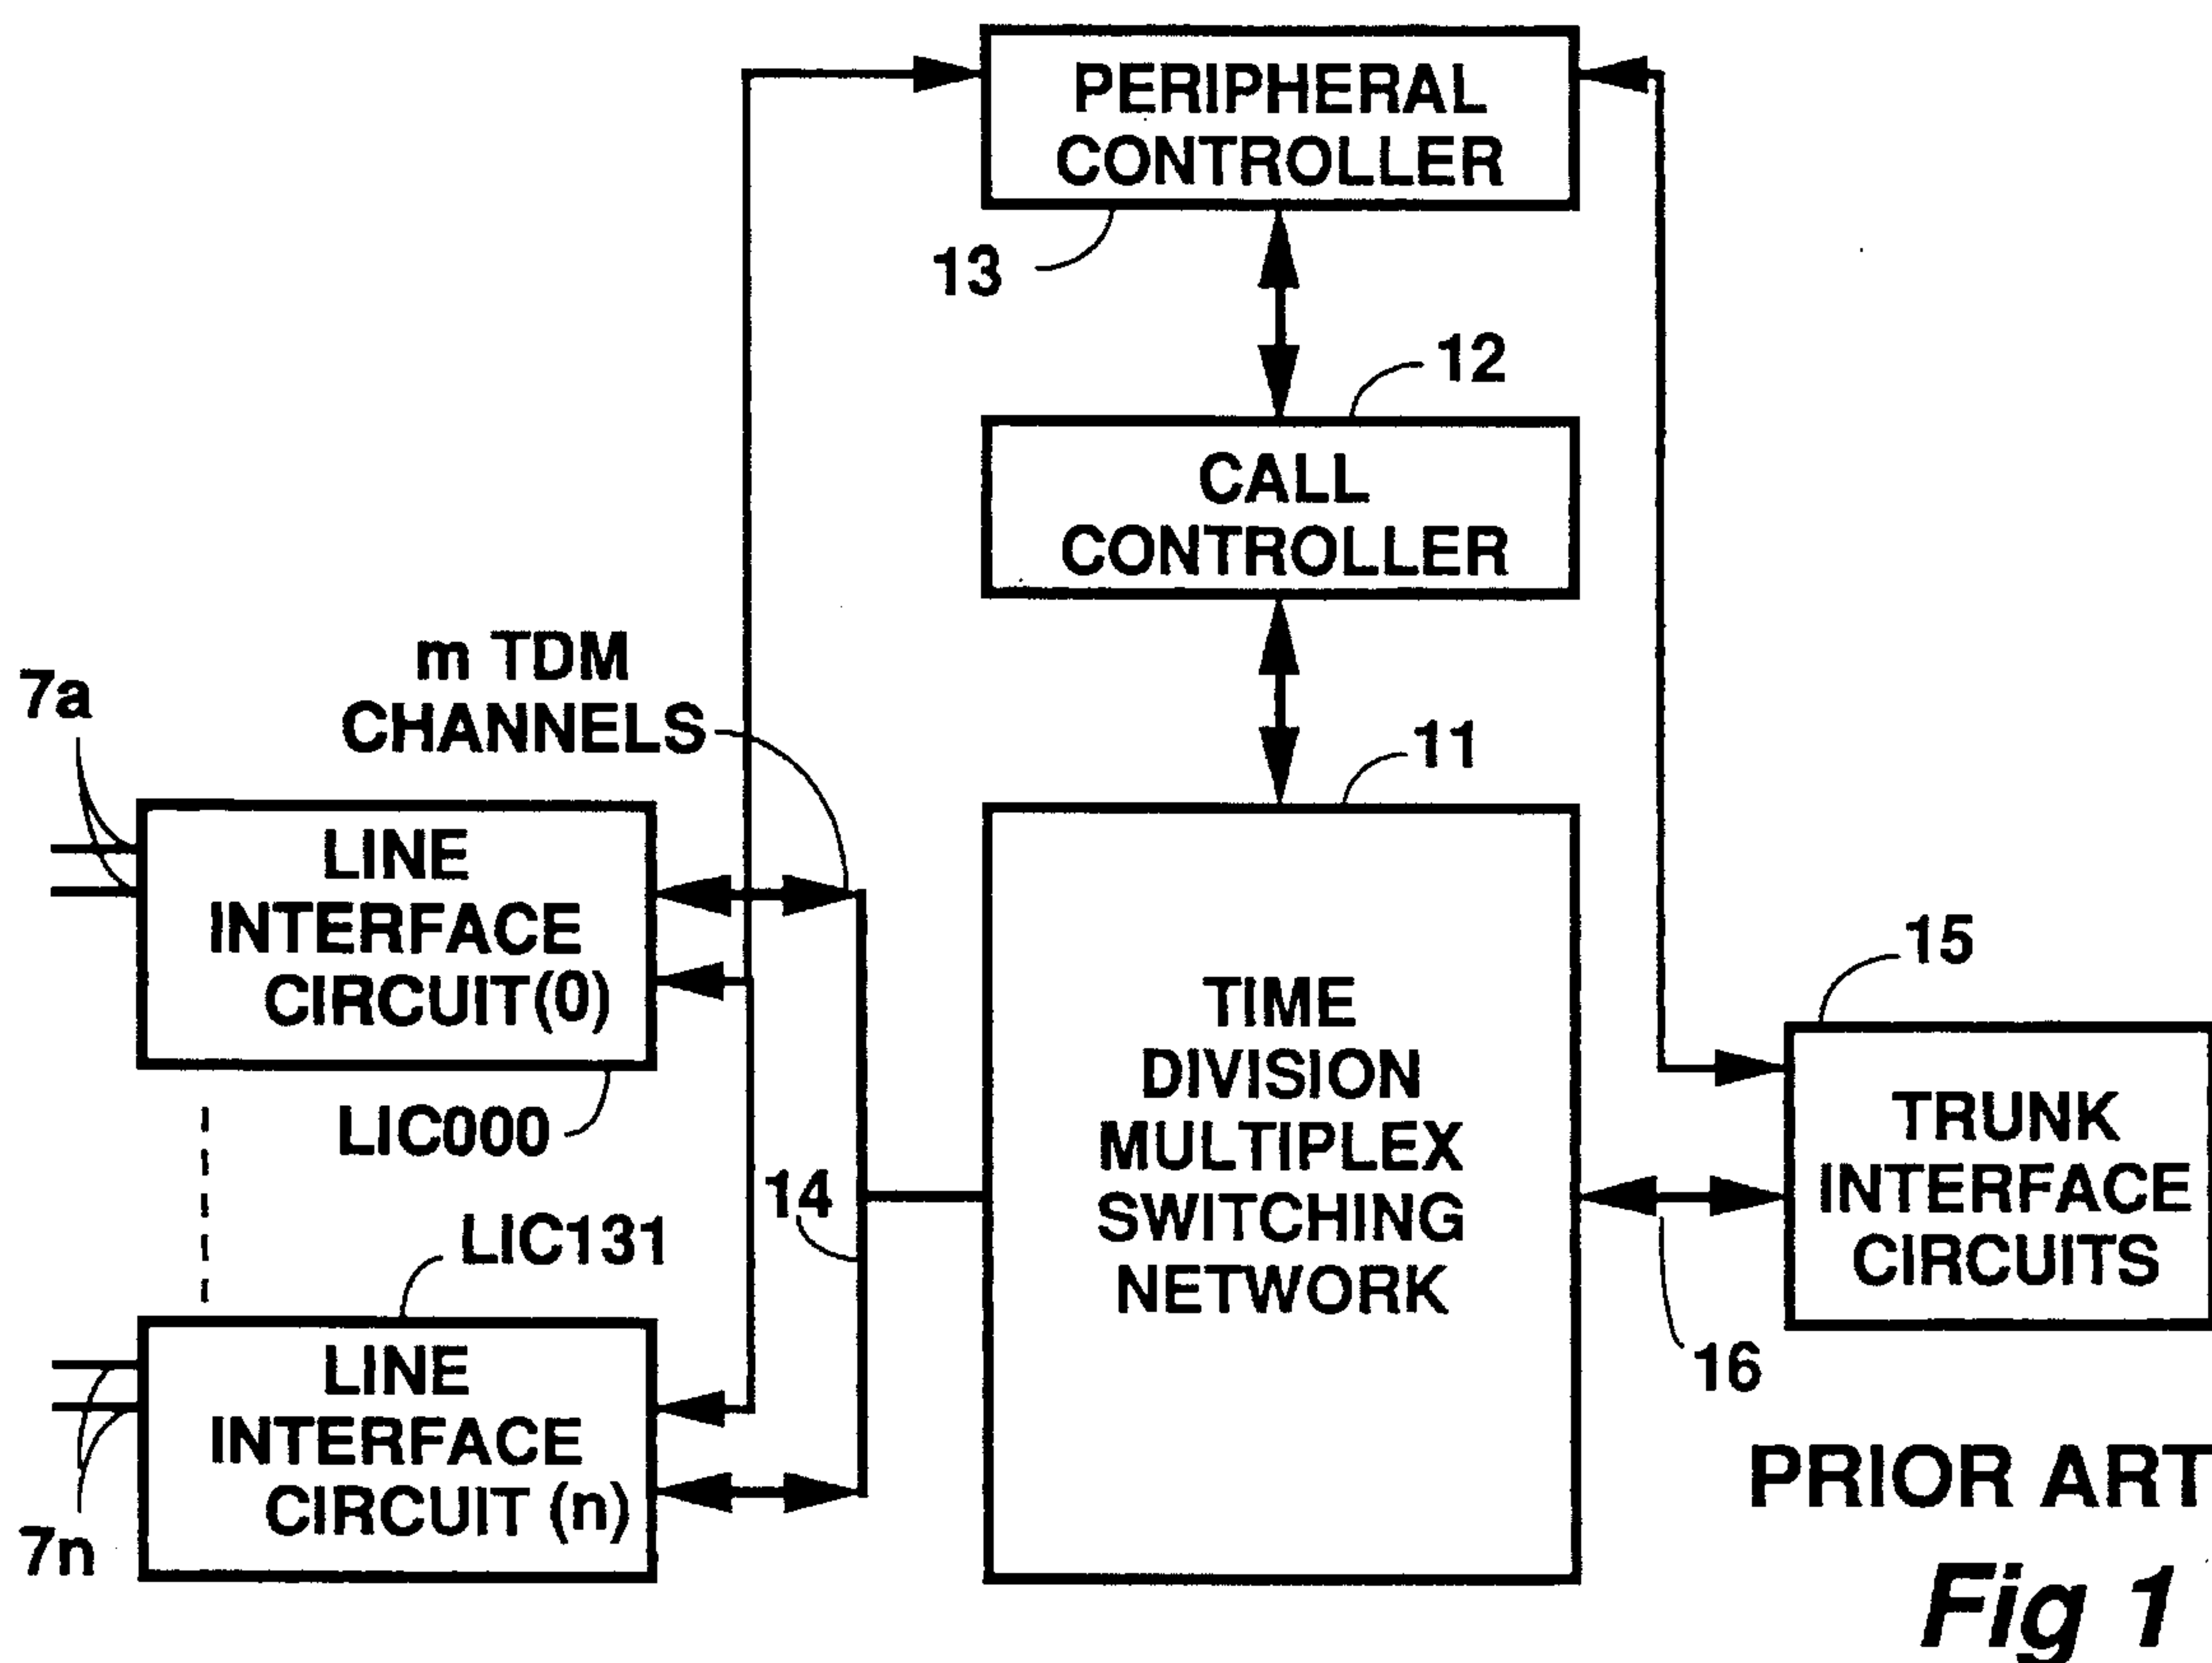 PERIPHERAL
CONTROLLER
13
12
CALL
CONTROLLER
m TDM
CHANNELS
7a
11
LINE
INTERFACE
CIRCUIT(0)
LIC000
14
TIME
DIVISION
MULTIPLEX
SWITCHING
NETWORK
15
TRUNK
INTERFACE
CIRCUITS
16
LIC131
LINE
INTERFACE
CIRCUIT (n)
7n
PRIOR ART
Fig 1